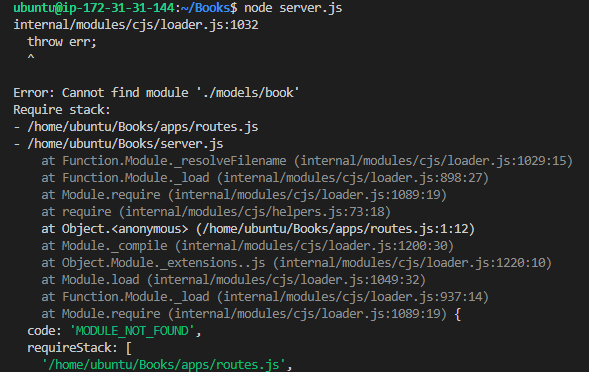 ubuntu@ip-172-31-31-144:~/Books$ node server.js
internal/modules/cjs/loader.js:1032
  throw err;
  ^

Error: Cannot find module './models/book'
Require stack:
- /home/ubuntu/Books/apps/routes.js
- /home/ubuntu/Books/server.js
    at Function.Module._resolveFilename (internal/modules/cjs/loader.js:1029:15)
    at Function.Module._load (internal/modules/cjs/loader.js:898:27)
    at Module.require (internal/modules/cjs/loader.js:1089:19)
    at require (internal/modules/cjs/helpers.js:73:18)
    at Object.<anonymous> (/home/ubuntu/Books/apps/routes.js:1:12)
    at Module._compile (internal/modules/cjs/loader.js:1200:30)
    at Object.Module._extensions..js (internal/modules/cjs/loader.js:1220:10)
    at Module.load (internal/modules/cjs/loader.js:1049:32)
    at Function.Module._load (internal/modules/cjs/loader.js:937:14)
    at Module.require (internal/modules/cjs/loader.js:1089:19) {
  code: 'MODULE_NOT_FOUND',
  requireStack: [
    '/home/ubuntu/Books/apps/routes.js',